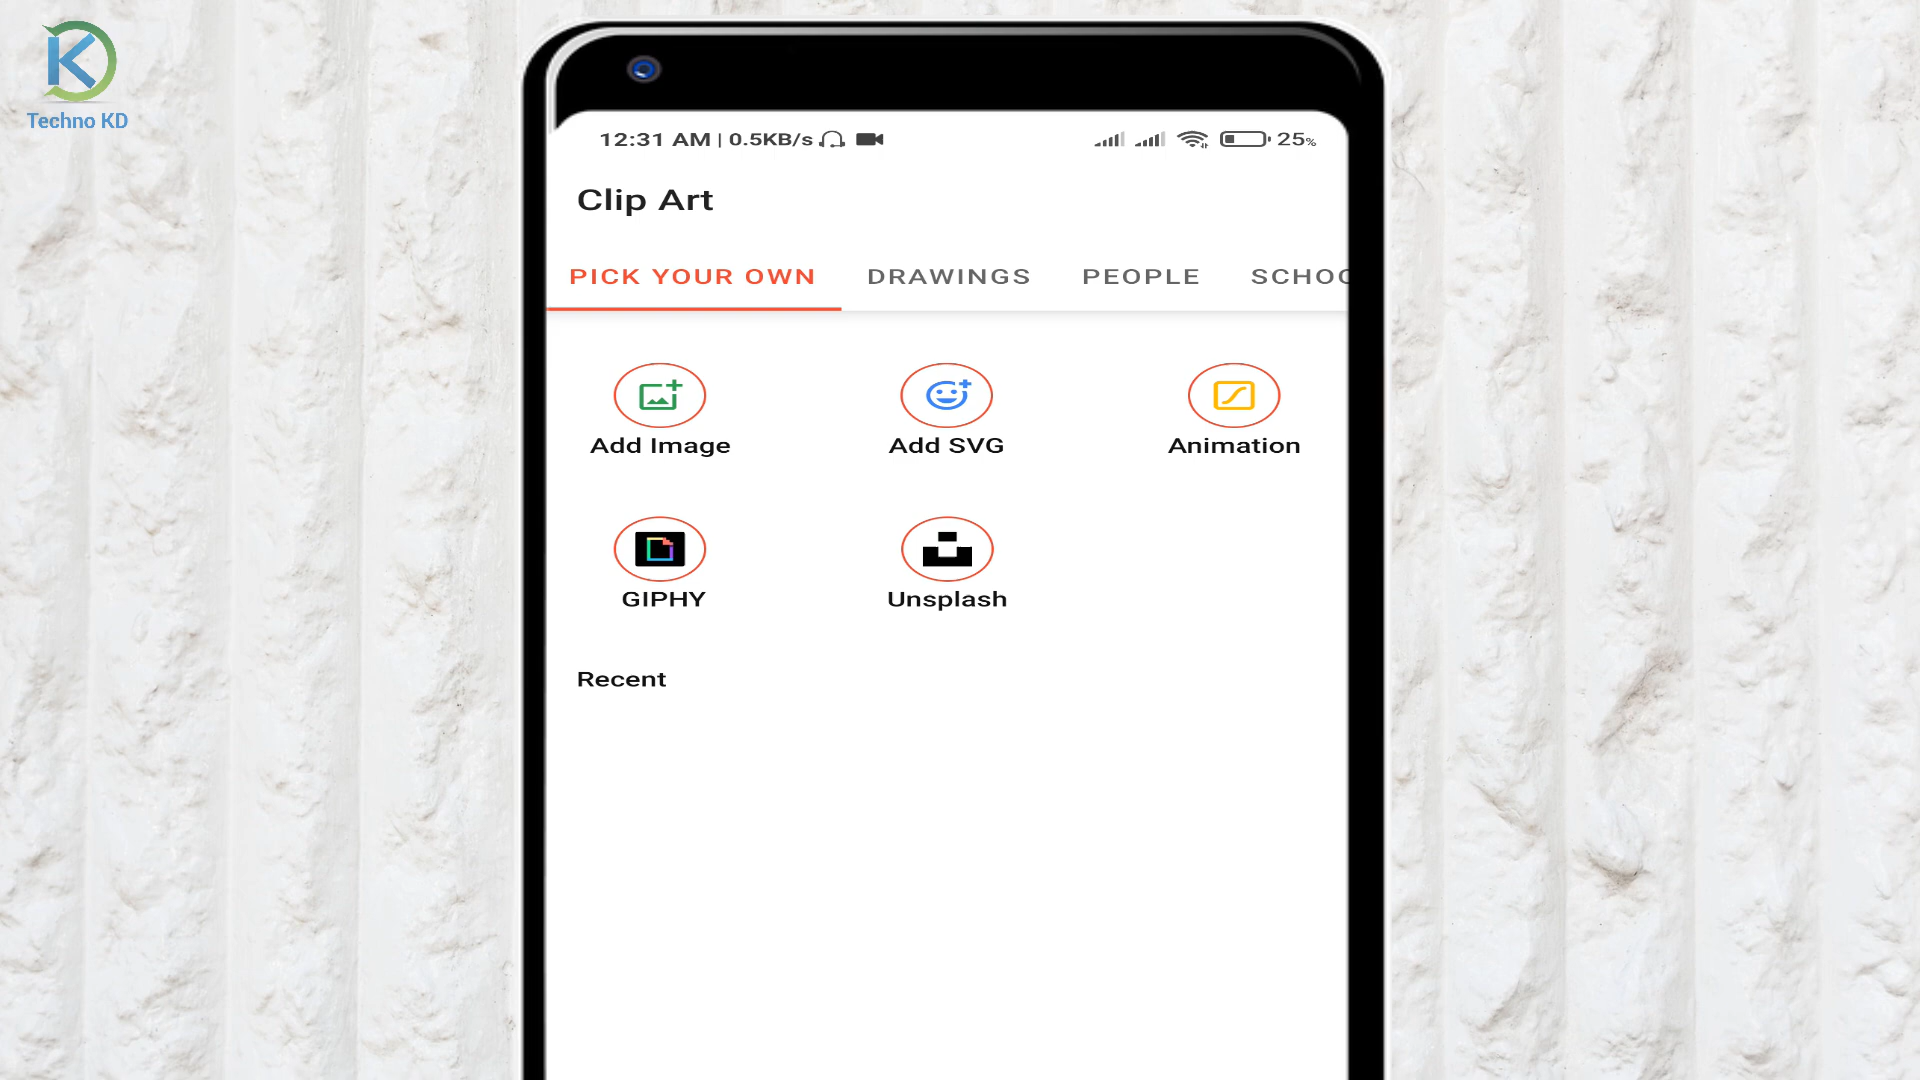 Techno KD
12:31 AM | 0.5KB/s 25%
Clip Art
PICK YOUR OWN DRAWINGS PEOPLE SCHOO
Add Image Add SVG Animation
GIPHY Unsplash
Recent